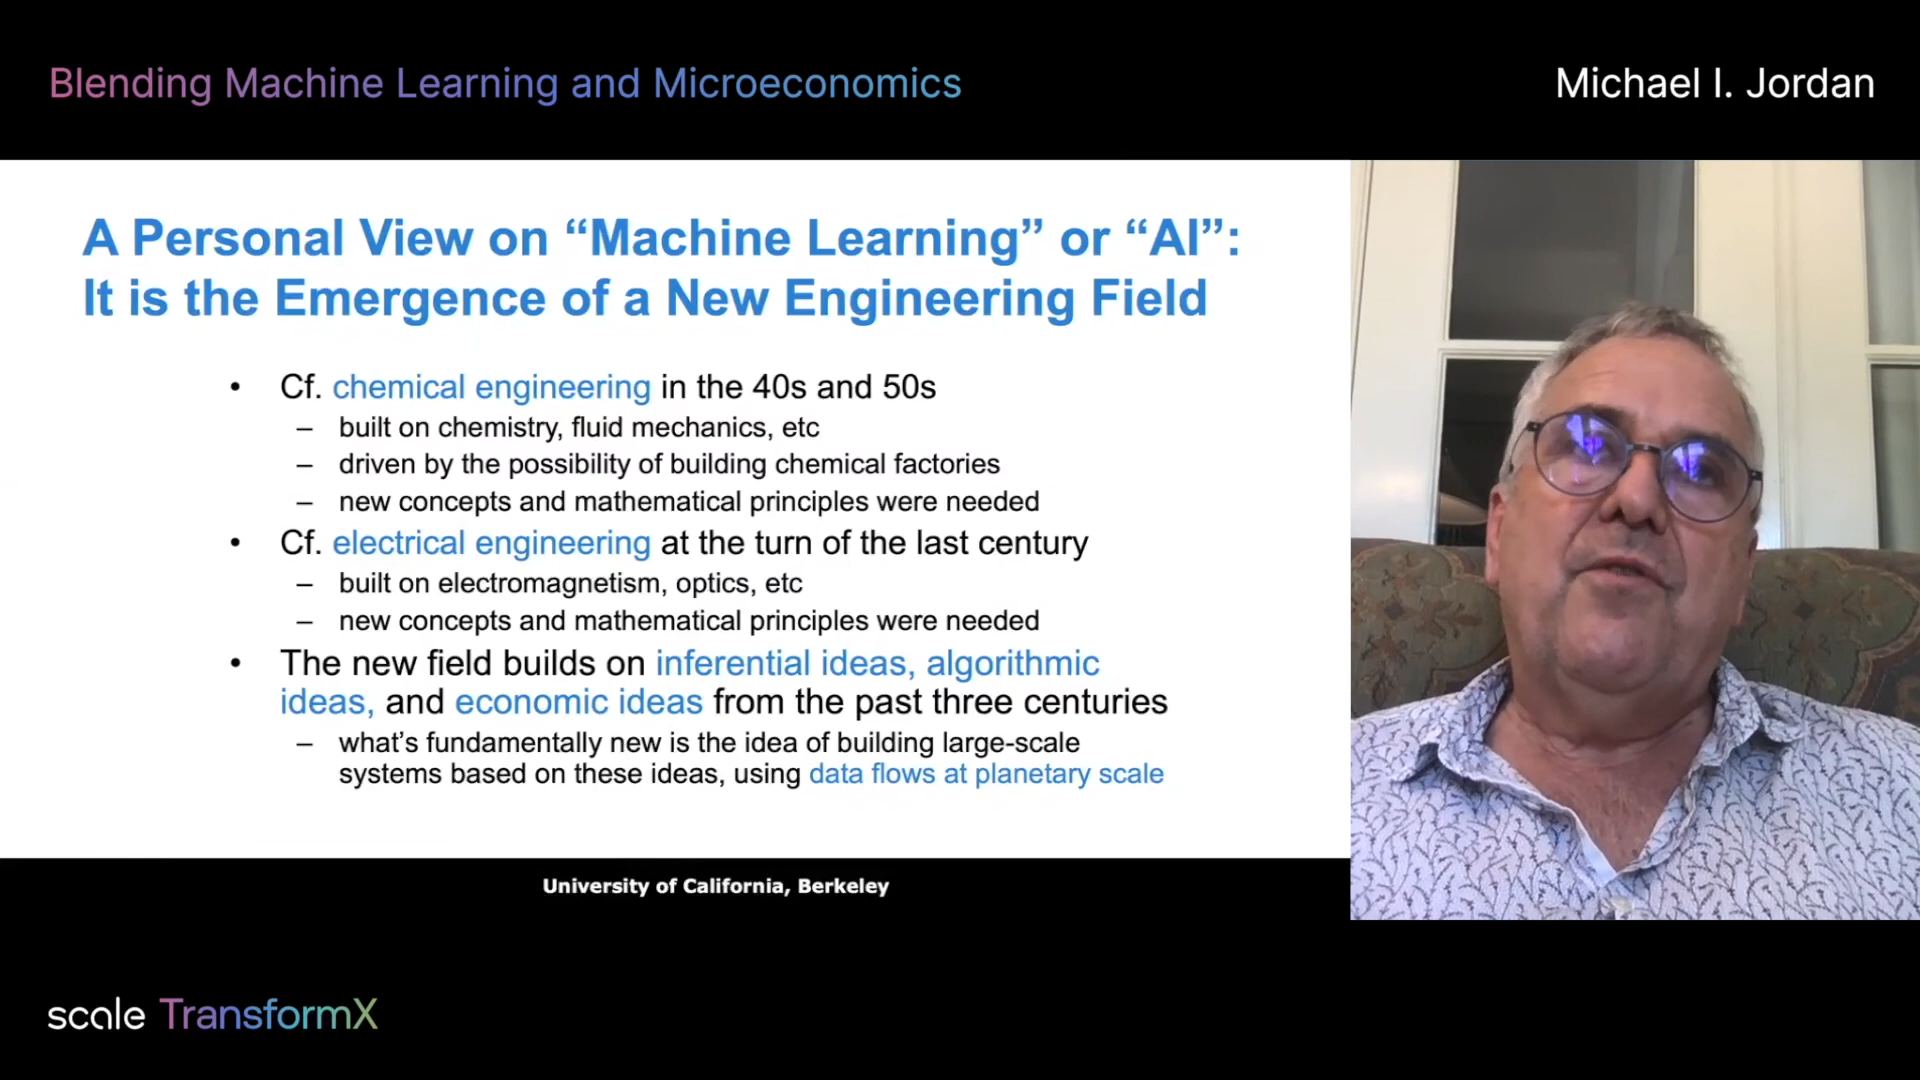 Blending Machine Learning and Microeconomics
Michael I. Jordan
A Personal View on “Machine Learning” or “AI”:
It is the Emergence of a New Engineering Field
• Cf. chemical engineering in the 40s and 50s
– built on chemistry, fluid mechanics, etc
– driven by the possibility of building chemical factories
– new concepts and mathematical principles were needed
• Cf. electrical engineering at the turn of the last century
– built on electromagnetism, optics, etc
– new concepts and mathematical principles were needed
• The new field builds on inferential ideas, algorithmic
ideas, and economic ideas from the past three centuries
– what’s fundamentally new is the idea of building large-scale
systems based on these ideas, using data flows at planetary scale
University of California, Berkeley
scale TransformX